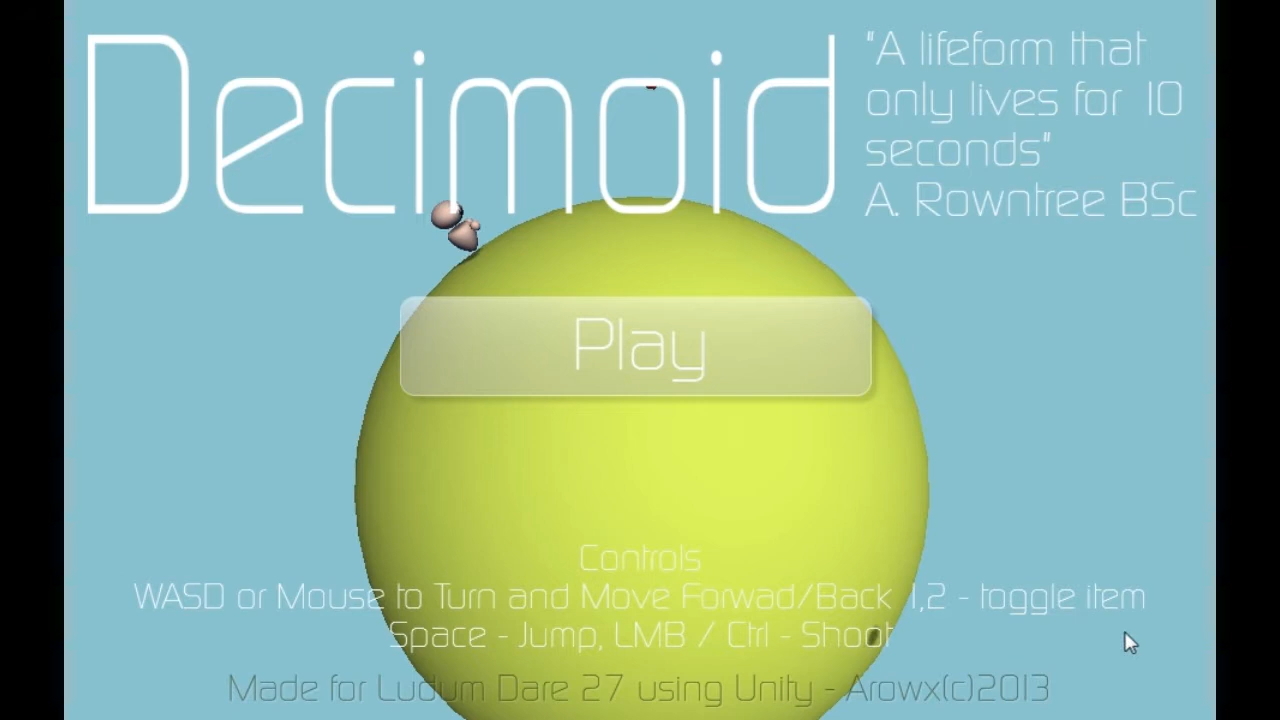 Decimoid
"A lifeform that
only lives for 10
seconds"
A. Rowntree BSc
Play
Controls
WASD or Mouse to Turn and Move Forwad/Back 1,2 - toggle item
Space - Jump, LMB / Ctrl - Shoot
Made for Ludum Dare 27 using Unity - Arowx(c)2013